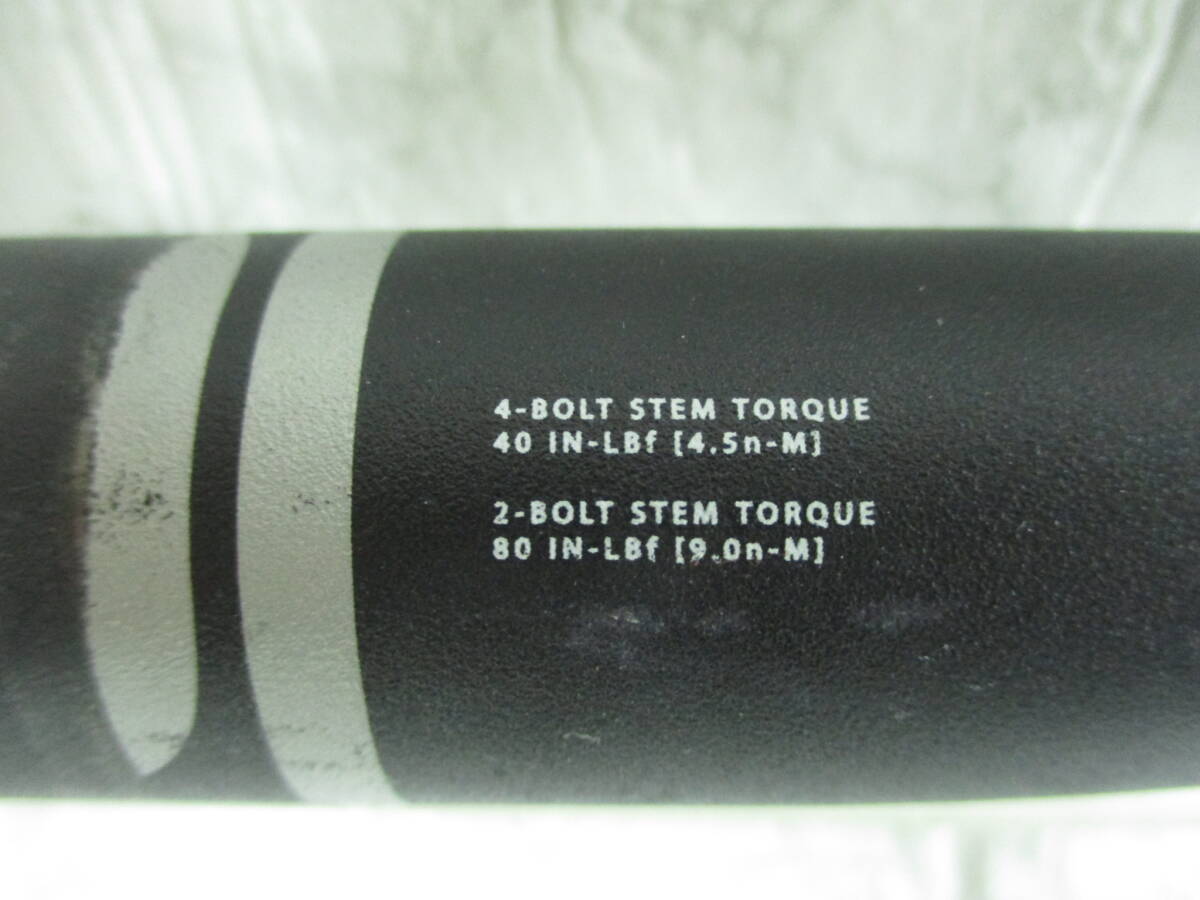 4-BOLT STEM TORQUE
40 IN-LBf [4.5n-M]
2-BOLT STEM TORQUE
80 IN-LBf [9.0n-M]